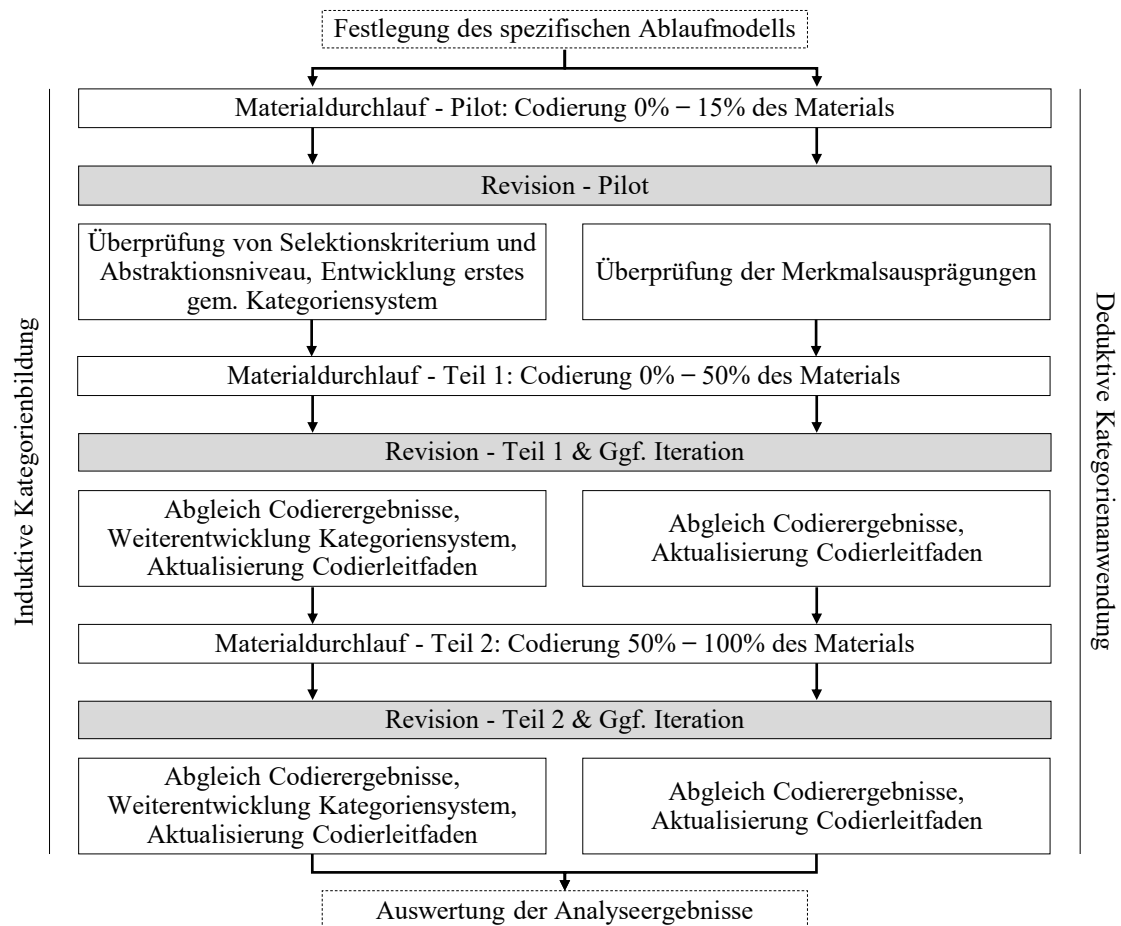 Festlegung des spezifischen Ablaufmodells
Materialdurchlauf - Pilot: Codierung 0% – 15% des Materials
Revision - Pilot
Überprüfung von Selektionskriterium und
Abstraktionsniveau, Entwicklung erstes
gem. Kategoriensystem
Überprüfung der Merkmalsausprägungen
Materialdurchlauf - Teil 1: Codierung 0% – 50% des Materials
Revision - Teil 1 & Ggf. Iteration
Abgleich Codierergebnisse,
Weiterentwicklung Kategoriensystem,
Aktualisierung Codierleitfaden
Abgleich Codierergebnisse,
Aktualisierung Codierleitfaden
Materialdurchlauf - Teil 2: Codierung 50% – 100% des Materials
Revision - Teil 2 & Ggf. Iteration
Abgleich Codierergebnisse,
Weiterentwicklung Kategoriensystem,
Aktualisierung Codierleitfaden
Abgleich Codierergebnisse,
Aktualisierung Codierleitfaden
Auswertung der Analyseergebnisse
Induktive Kategorienbildung
Deduktive Kategorienanwendung